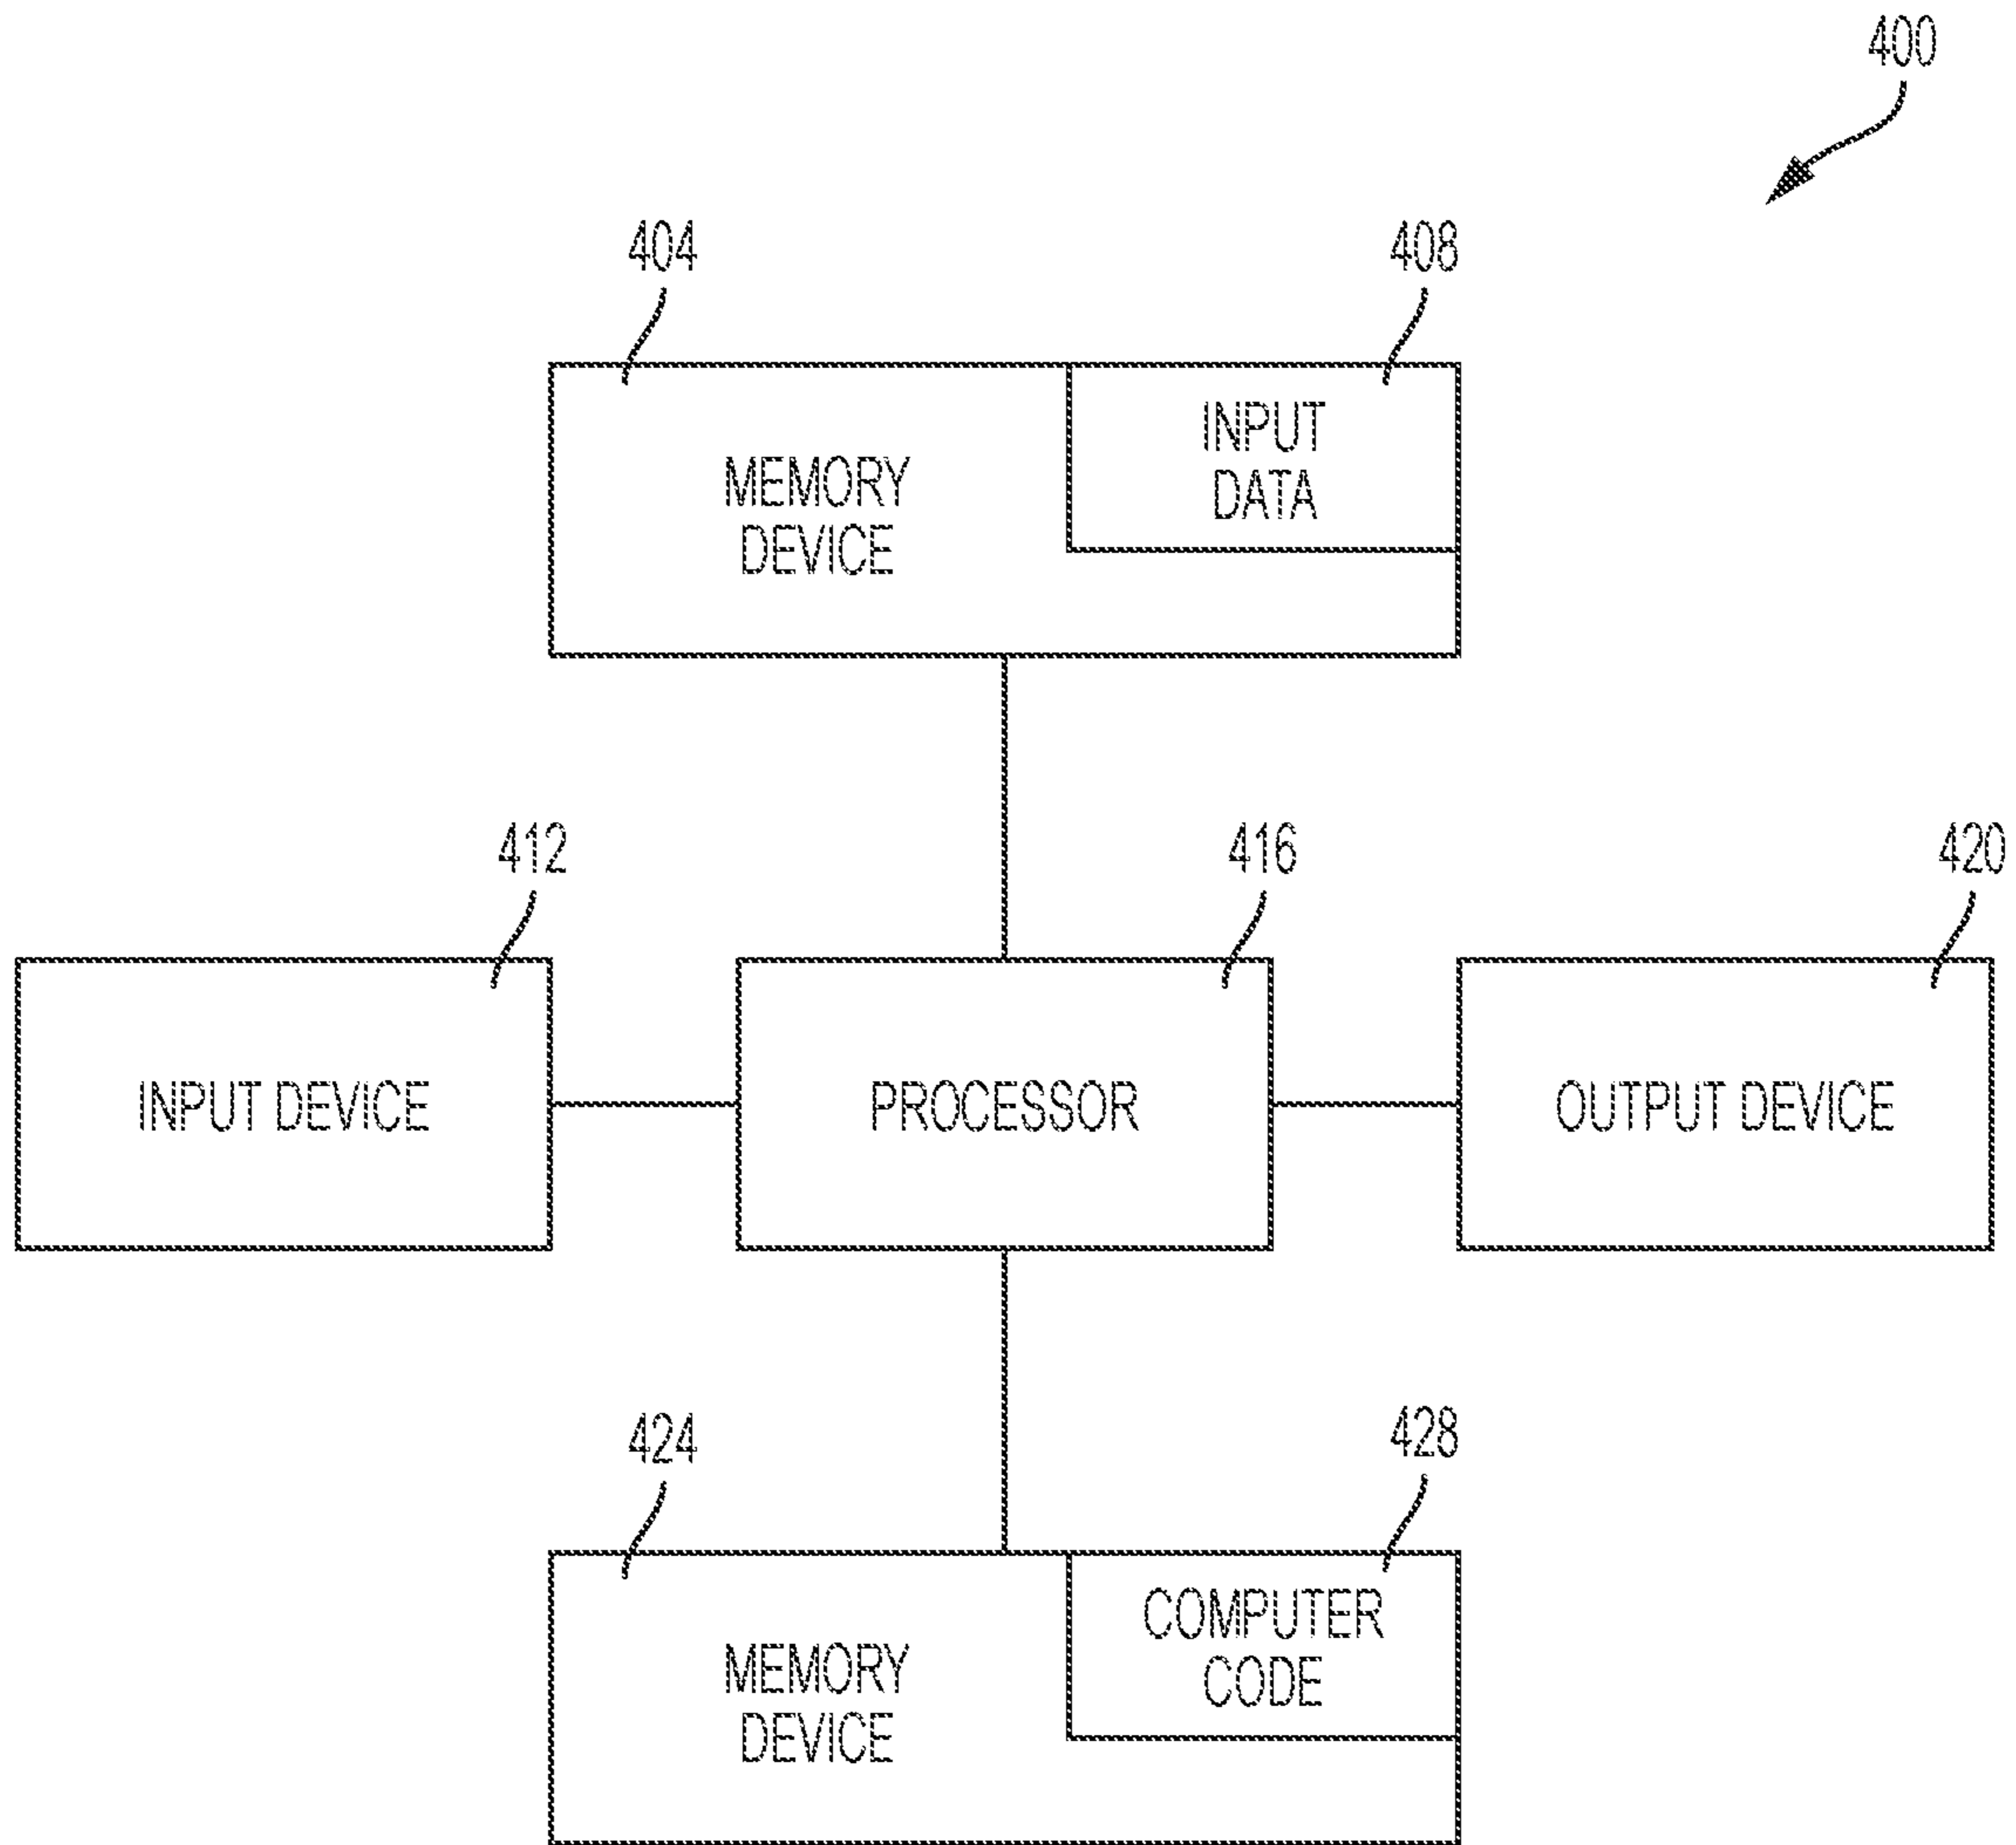 400
404
408
MEMORY
DEVICE
INPUT
DATA
412
416
420
INPUT DEVICE
PROCESSOR
OUTPUT DEVICE
424
428
MEMORY
DEVICE
COMPUTER
CODE